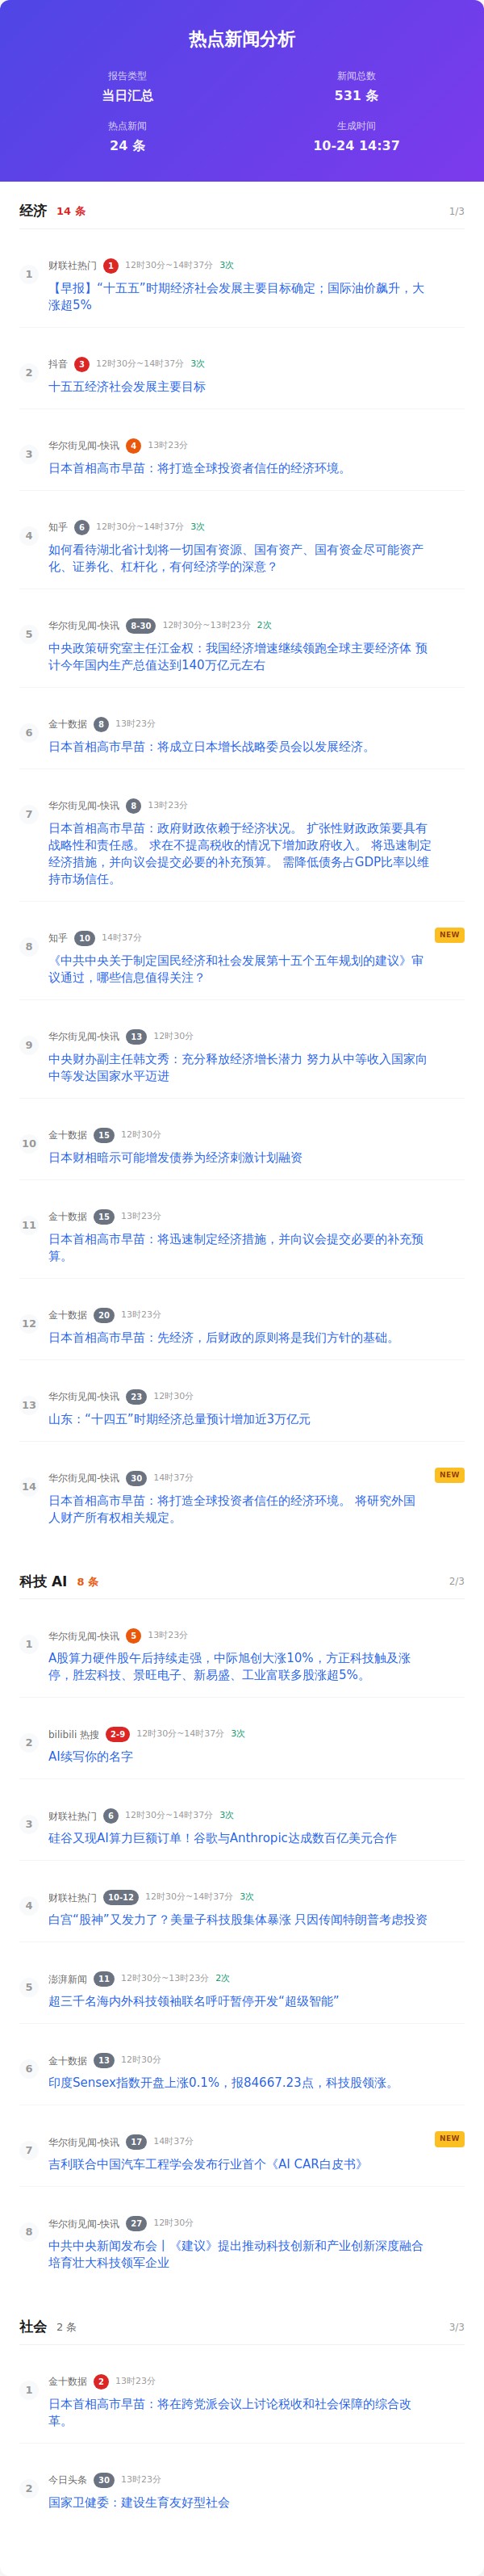 热点新闻分析
报告类型
当日汇总
新闻总数
531 条
热点新闻
24 条
生成时间
10-24 14:37
经济 14 条 1/3
1
财联社热门 1 12时30分~14时37分 3次
【早报】“十五五”时期经济社会发展主要目标确定；国际油价飙升，大
涨超5%
2
抖音 3 12时30分~14时37分 3次
十五五经济社会发展主要目标
3
华尔街见闻-快讯 4 13时23分
日本首相高市早苗：将打造全球投资者信任的经济环境。
4
知乎 6 12时30分~14时37分 3次
如何看待湖北省计划将一切国有资源、国有资产、国有资金尽可能资产
化、证券化、杠杆化，有何经济学的深意？
5
华尔街见闻-快讯 8-30 12时30分~13时23分 2次
中央政策研究室主任江金权：我国经济增速继续领跑全球主要经济体 预
计今年国内生产总值达到140万亿元左右
6
金十数据 8 13时23分
日本首相高市早苗：将成立日本增长战略委员会以发展经济。
7
华尔街见闻-快讯 8 13时23分
日本首相高市早苗：政府财政依赖于经济状况。 扩张性财政政策要具有
战略性和责任感。 求在不提高税收的情况下增加政府收入。 将迅速制定
经济措施，并向议会提交必要的补充预算。 需降低债务占GDP比率以维
持市场信任。
8
知乎 10 14时37分 NEW
《中共中央关于制定国民经济和社会发展第十五个五年规划的建议》审
议通过，哪些信息值得关注？
9
华尔街见闻-快讯 13 12时30分
中央财办副主任韩文秀：充分释放经济增长潜力 努力从中等收入国家向
中等发达国家水平迈进
10
金十数据 15 12时30分
日本财相暗示可能增发债券为经济刺激计划融资
11
金十数据 15 13时23分
日本首相高市早苗：将迅速制定经济措施，并向议会提交必要的补充预
算。
12
金十数据 20 13时23分
日本首相高市早苗：先经济，后财政的原则将是我们方针的基础。
13
华尔街见闻-快讯 23 12时30分
山东：“十四五”时期经济总量预计增加近3万亿元
14
华尔街见闻-快讯 30 14时37分 NEW
日本首相高市早苗：将打造全球投资者信任的经济环境。 将研究外国
人财产所有权相关规定。
科技 AI 8 条 2/3
1
华尔街见闻-快讯 5 13时23分
A股算力硬件股午后持续走强，中际旭创大涨10%，方正科技触及涨
停，胜宏科技、景旺电子、新易盛、工业富联多股涨超5%。
2
bilibili 热搜 2-9 12时30分~14时37分 3次
AI续写你的名字
3
财联社热门 6 12时30分~14时37分 3次
硅谷又现AI算力巨额订单！谷歌与Anthropic达成数百亿美元合作
4
财联社热门 10-12 12时30分~14时37分 3次
白宫“股神”又发力了？美量子科技股集体暴涨 只因传闻特朗普考虑投资
5
澎湃新闻 11 12时30分~13时23分 2次
超三千名海内外科技领袖联名呼吁暂停开发“超级智能”
6
金十数据 13 12时30分
印度Sensex指数开盘上涨0.1%，报84667.23点，科技股领涨。
7
华尔街见闻-快讯 17 14时37分 NEW
吉利联合中国汽车工程学会发布行业首个《AI CAR白皮书》
8
华尔街见闻-快讯 27 12时30分
中共中央新闻发布会丨《建议》提出推动科技创新和产业创新深度融合
培育壮大科技领军企业
社会 2 条 3/3
1
金十数据 2 13时23分
日本首相高市早苗：将在跨党派会议上讨论税收和社会保障的综合改
革。
2
今日头条 30 13时23分
国家卫健委：建设生育友好型社会